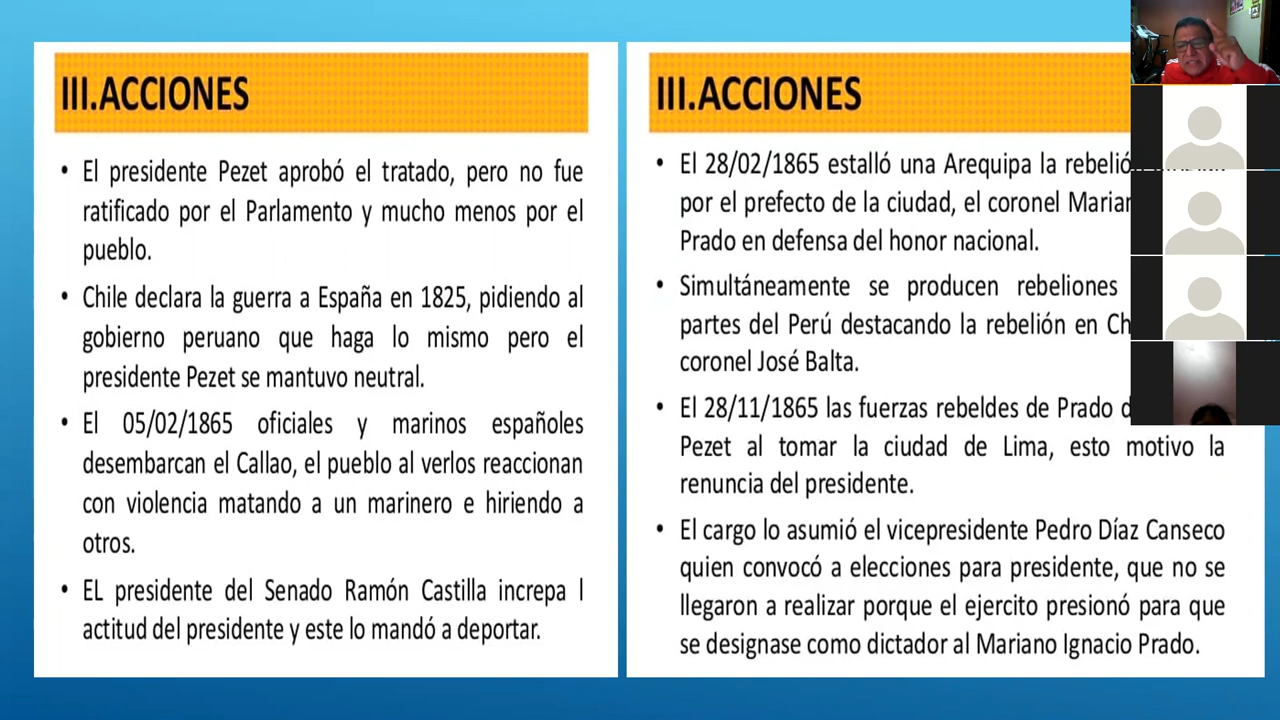 III.ACCIONES
• El presidente Pezet aprobó el tratado, pero no fue
ratificado por el Parlamento y mucho menos por el
pueblo.
• Chile declara la guerra a España en 1825, pidiendo al
gobierno peruano que haga lo mismo pero el
presidente Pezet se mantuvo neutral.
• El 05/02/1865 oficiales y marinos españoles
desembarcan el Callao, el pueblo al verlos reaccionan
con violencia matando a un marinero e hiriendo a
otros.
• EL presidente del Senado Ramón Castilla increpa l
actitud del presidente y este lo mandó a deportar.
III.ACCIONES
• El 28/02/1865 estalló una Arequipa la
por el prefecto de la ciudad, el coronel
Prado en defensa del honor nacional.
• Simultáneamente se producen rebeliones
partes del Perú destacando la rebelión en
coronel José Balta.
• El 28/11/1865 las fuerzas rebeldes de Prado
Pezet al tomar la ciudad de Lima, esto motivo la
renuncia del presidente.
• El cargo lo asumió el vicepresidente Pedro Díaz Canseco
quien convocó a elecciones para presidente, que no se
llegaron a realizar porque el ejercito presionó para que
se designase como dictador al Mariano Ignacio Prado.